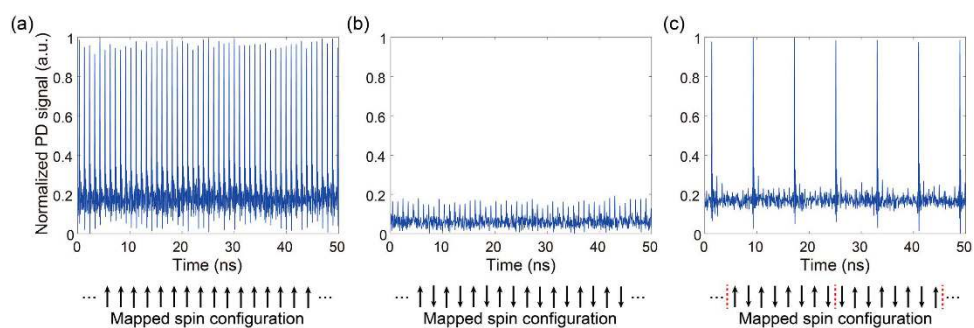 (a) (b) (c)
Normalized PD signal (a.u.)
1 0.8 0.6 0.4 0.2 0
0 10 20 30 40 50
Time (ns)
... ↑ ↑ ↑ ↑ ↑ ↑ ↑ ↑ ↑ ↑ ↑ ↑ ↑ ↑ ↑ ↑ ...
Mapped spin configuration
1 0.8 0.6 0.4 0.2 0
0 10 20 30 40 50
Time (ns)
... ↑ ↓ ↑ ↓ ↑ ↓ ↑ ↓ ↑ ↓ ↑ ↓ ↑ ↓ ↑ ↓ ...
Mapped spin configuration
1 0.8 0.6 0.4 0.2 0
0 10 20 30 40 50
Time (ns)
... ↑ ↓ ↑ ↓ ↑ ↓ ↑ ↓ ↓ ↑ ↓ ↑ ↓ ↑ ↓ ↑ ...
Mapped spin configuration